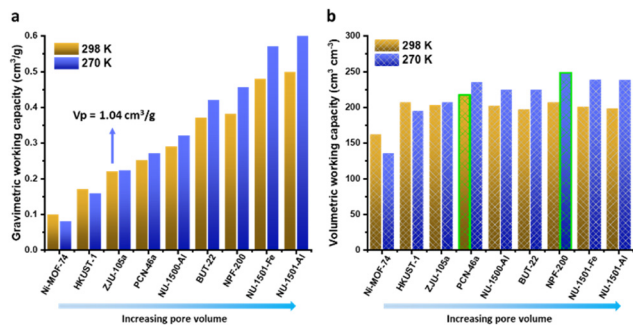 a
b
Gravimetric working capacity (cm³/g)
0.6
0.5
0.4
0.3
0.2
0.1
0.0
298 K
270 K
Vp = 1.04 cm³/g
Ni-MOF-74
HKUST-1
ZJU-105a
PCN-46a
NU-1500-Al
BUT-22
NPF-200
NU-1501-Fe
NU-1501-Al
Increasing pore volume
Volumetric working capacity (cm³ cm⁻³)
300
250
200
150
100
50
0
298 K
270 K
Ni-MOF-74
HKUST-1
ZJU-105a
PCN-46a
NU-1500-Al
BUT-22
NPF-200
NU-1501-Fe
NU-1501-Al
Increasing pore volume